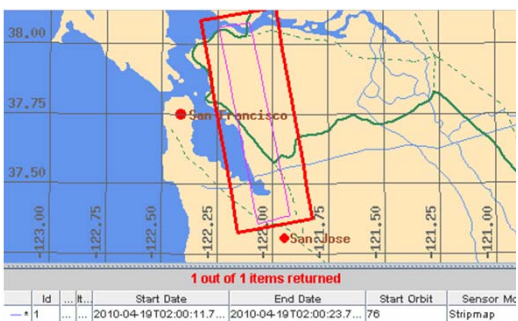 38,00
37,75
San Francisco
37,50
-123,00
-122,75
-122,50
-122,25
-122,00
-121,75
-121,50
-121,25
-121,00
San Jose
1 out of 1 items returned
Id ... It... Start Date End Date Start Orbit Sensor Mo
1 ... ... 2010-04-19T02:00:11.7... 2010-04-19T02:00:23.7... 76 Stripmap